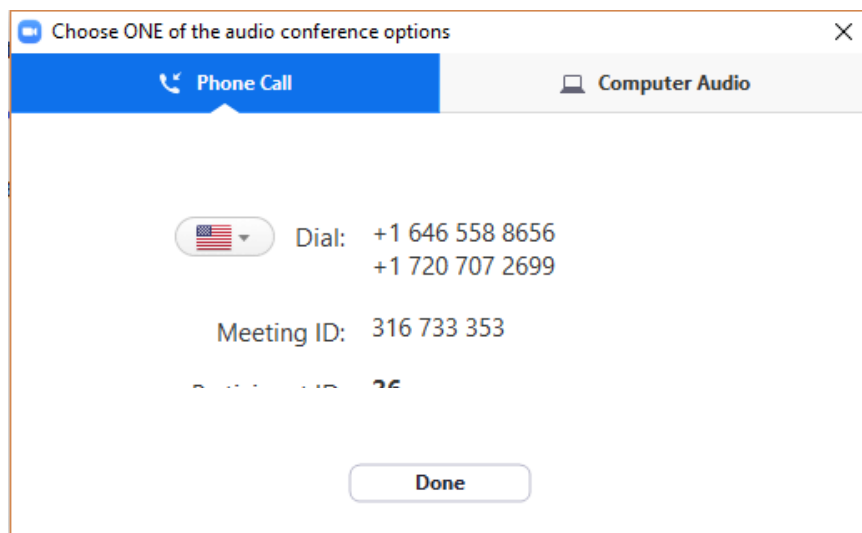 Choose ONE of the audio conference options
Phone Call
Computer Audio
Dial: +1 646 558 8656
+1 720 707 2699
Meeting ID: 316 733 353
Done